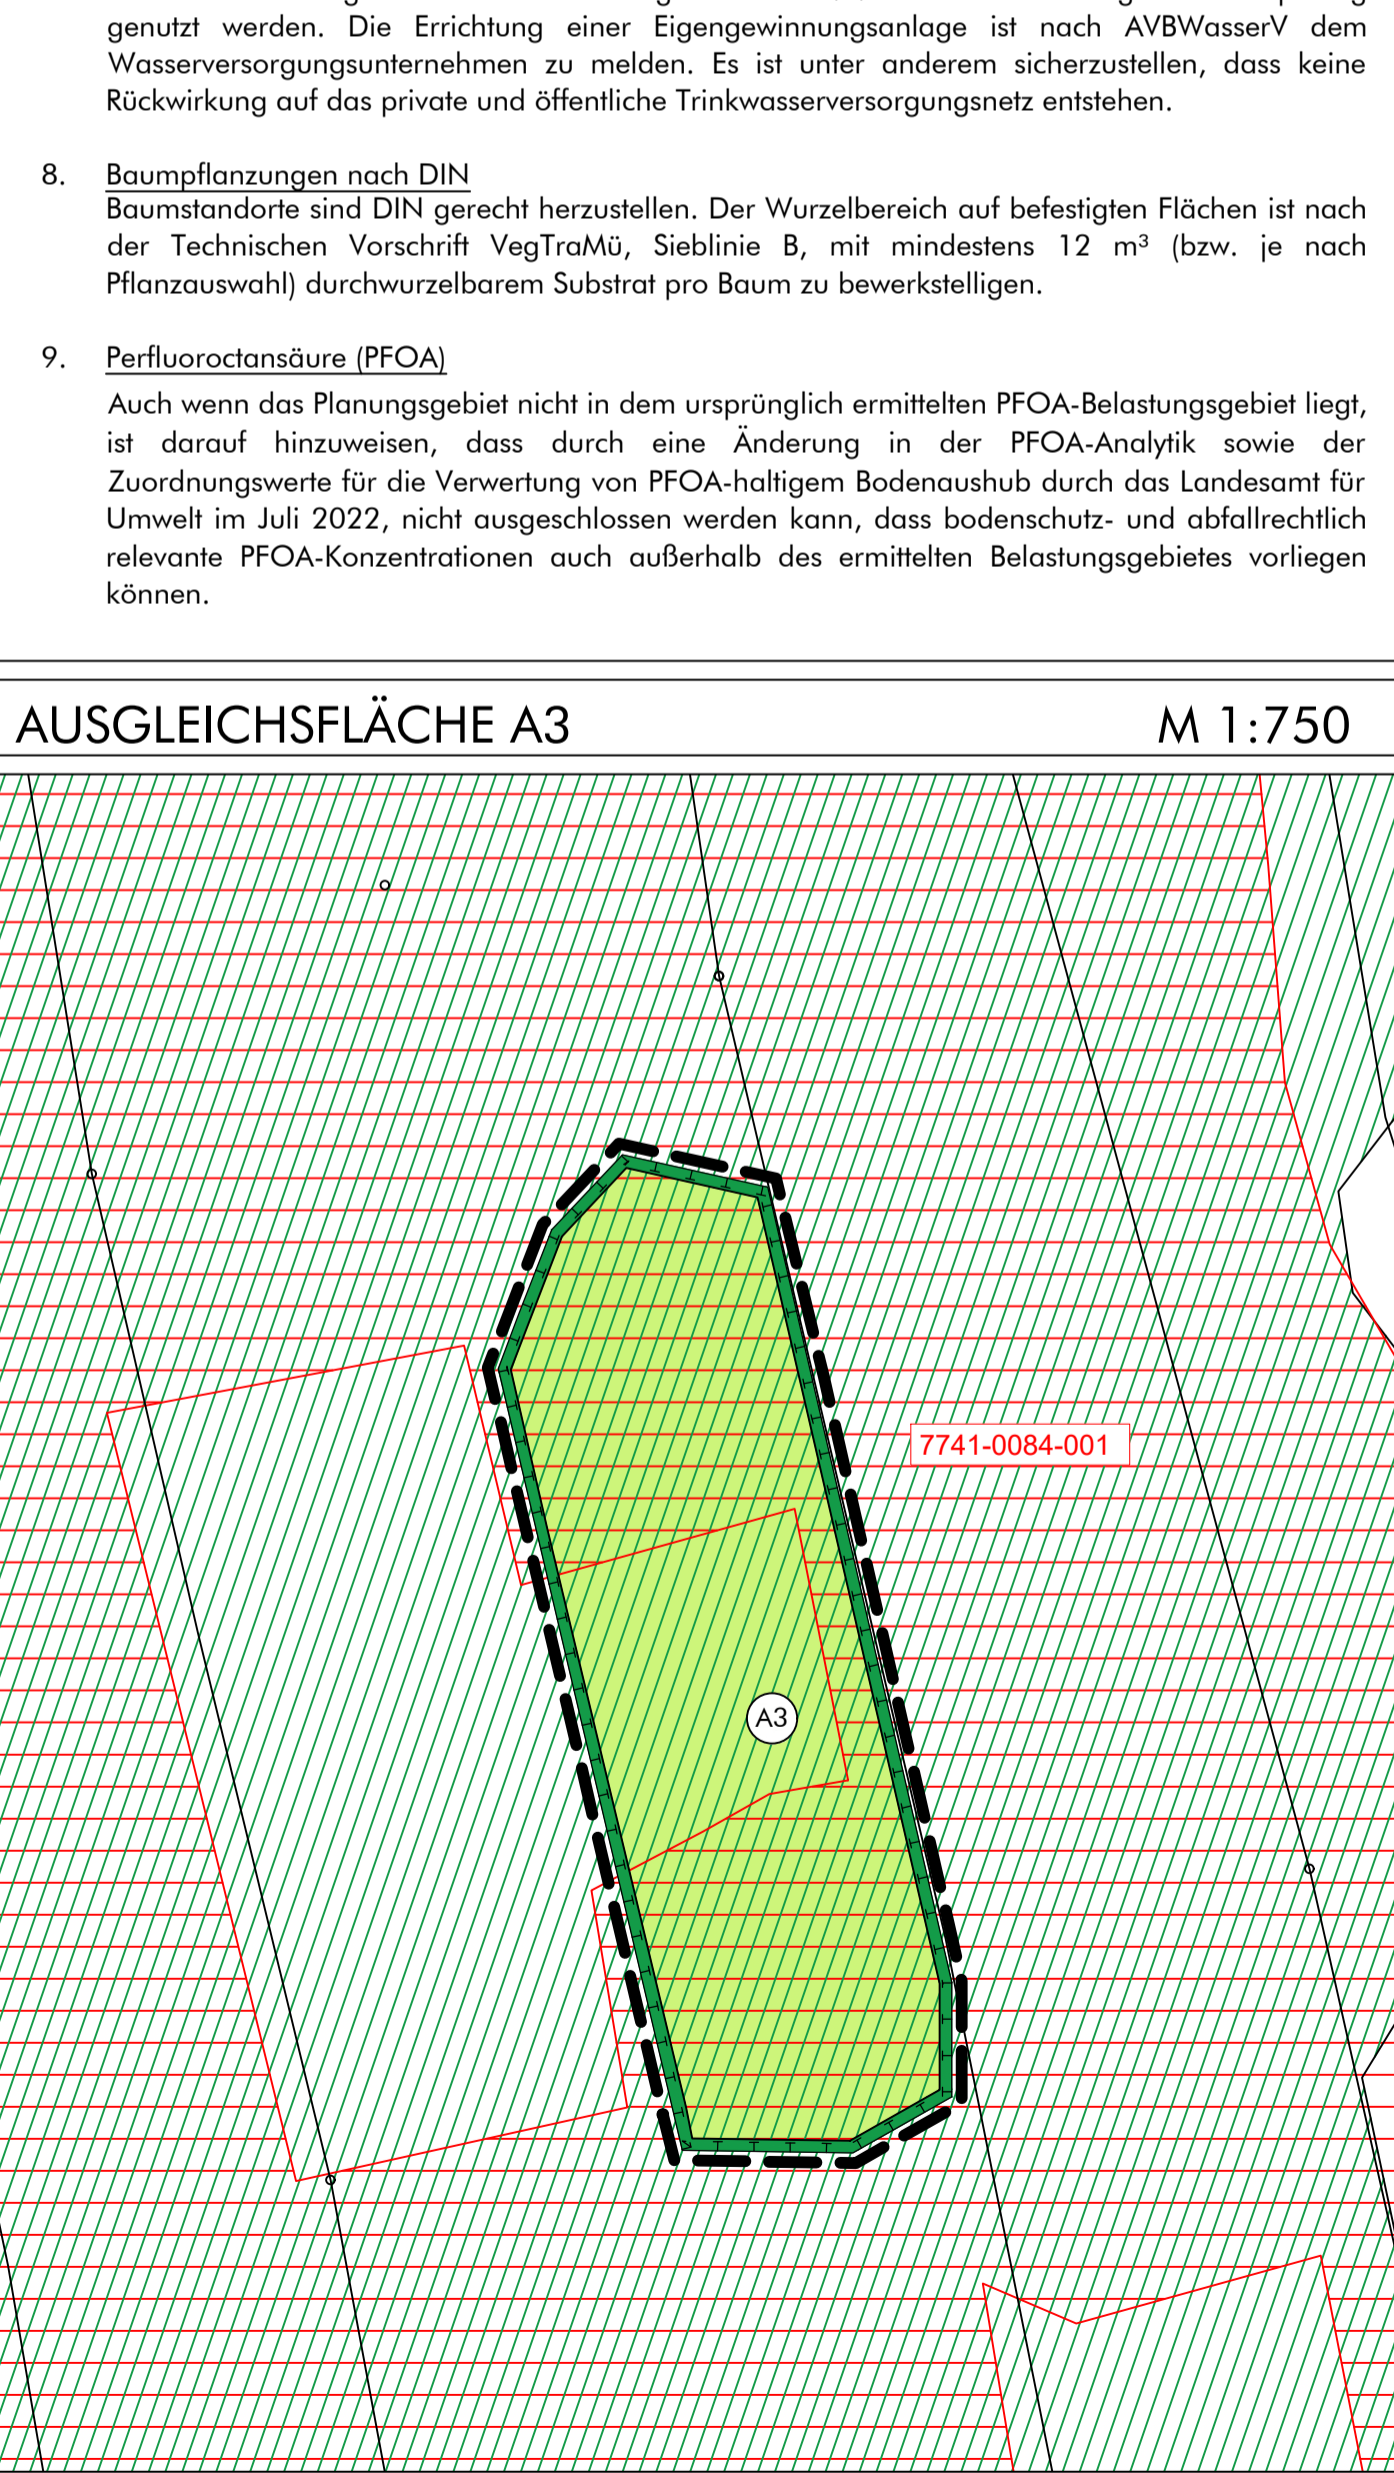 genutzt werden. Die Errichtung einer Eigengewinnungsanlage ist nach AVBWasserV dem
Wasserversorgungsunternehmen zu melden. Es ist unter anderem sicherzustellen, dass keine
Rückwirkung auf das private und öffentliche Trinkwasserversorgungsnetz entstehen.
8. Baumpflanzungen nach DIN
Baumstandorte sind DIN gerecht herzustellen. Der Wurzelbereich auf befestigten Flächen ist nach
der Technischen Vorschrift VegTraMü, Sieblinie B, mit mindestens 12 m³ (bzw. je nach
Pflanzauswahl) durchwurzelbarem Substrat pro Baum zu bewerkstelligen.
9. Perfluoroctansäure (PFOA)
Auch wenn das Planungsgebiet nicht in dem ursprünglich ermittelten PFOA-Belastungsgebiet liegt,
ist darauf hinzuweisen, dass durch eine Änderung in der PFOA-Analytik sowie der
Zuordnungswerte für die Verwertung von PFOA-haltigem Bodenaushub durch das Landesamt für
Umwelt im Juli 2022, nicht ausgeschlossen werden kann, dass bodenschutz- und abfallrechtlich
relevante PFOA-Konzentrationen auch außerhalb des ermittelten Belastungsgebietes vorliegen
können.
AUSGLEICHSFLÄCHE A3 M 1:750
7741-0084-001
A3